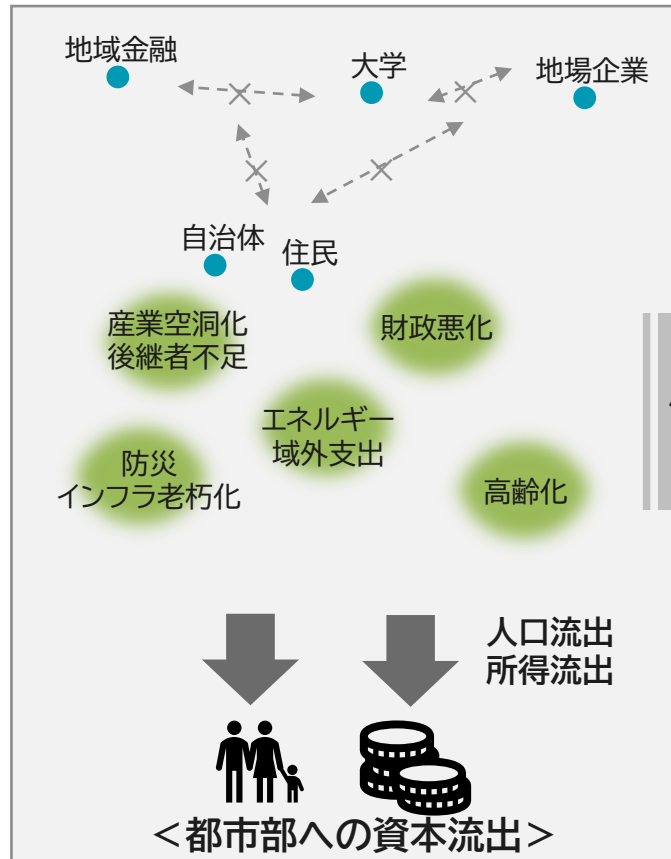 地域金融
大学
地場企業
自治体
住民
産業空洞化
後継者不足
財政悪化
エネルギー
域外支出
防災
インフラ老朽化
高齢化
人口流出
所得流出
＜都市部への資本流出＞